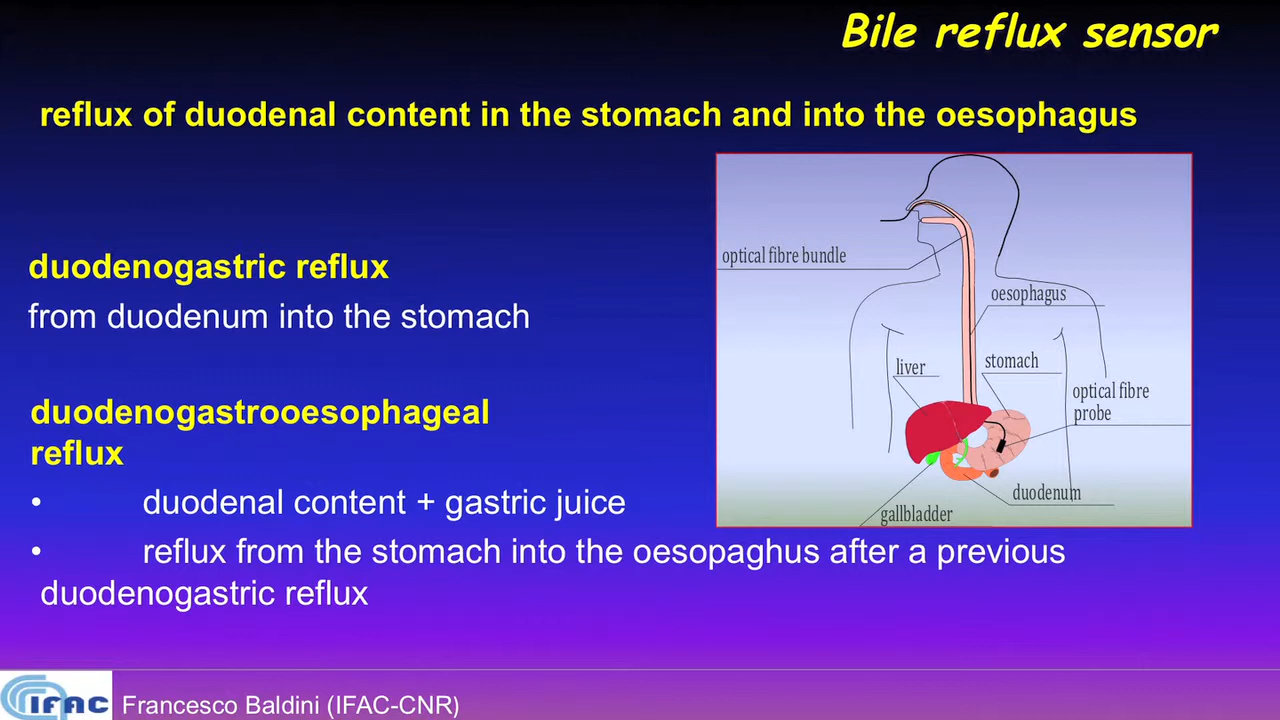 Bile reflux sensor
reflux of duodenal content in the stomach and into the oesophagus
duodenogastric reflux
from duodenum into the stomach
duodenogastrooesophageal
reflux
• duodenal content + gastric juice
• reflux from the stomach into the oesopaghus after a previous
duodenogastric reflux
optical fibre bundle
oesophagus
liver
stomach
optical fibre
probe
duodenum
gallbladder
IFAC
Francesco Baldini (IFAC-CNR)